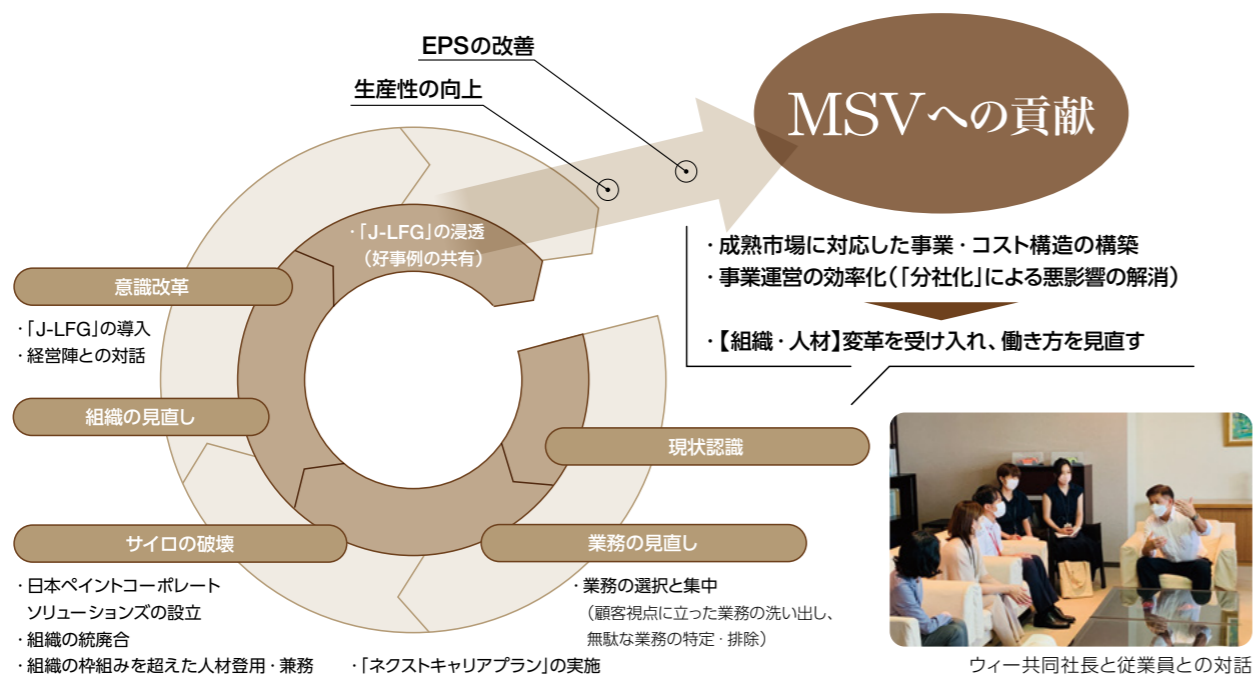 EPSの改善
生産性の向上
MSVへの貢献
・「J-LFG」の浸透
（好事例の共有）
・成熟市場に対応した事業・コスト構造の構築
・事業運営の効率化（「分社化」による悪影響の解消）
・【組織・人材】変革を受け入れ、働き方を見直す
意識改革
・「J-LFG」の導入
・経営陣との対話
組織の見直し
現状認識
サイロの破壊
・日本ペイントコーポレート
ソリューションズの設立
・組織の統廃合
・組織の枠組みを超えた人材登用・兼務
・「ネクストキャリアプラン」の実施
業務の見直し
・業務の選択と集中
（顧客視点に立った業務の洗い出し、
無駄な業務の特定・排除）
ウィー共同社長と従業員との対話